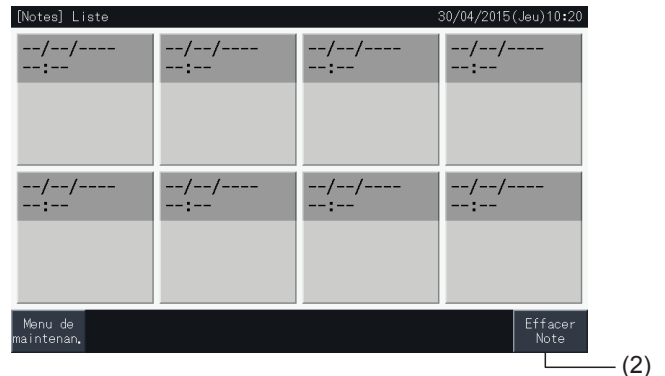 [Notes] Liste 30/04/2015(Jeu)10:20
--/--/---- --/--/---- --/--/---- --/--/----
--:-- --:-- --:-- --:--
--/--/---- --/--/---- --/--/---- --/--/----
--:-- --:-- --:-- --:--
Menu de Effacer
maintenan. Note
(2)